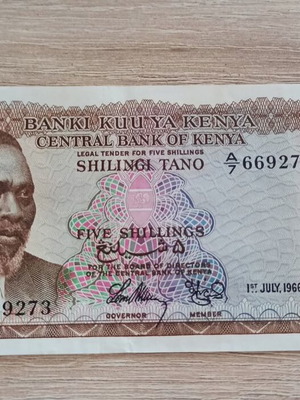 BANKI KUU YA KENYA
CENTRAL BANK OF KENYA
LEGAL TENDER FOR FIVE SHILLINGS
SHILINGI TANO
A/7 66927
FIVE SHILLINGS
FOR THE BOARD OF DIRECTORS
OF THE CENTRAL BANK OF KENYA
9273
1ST JULY, 1966
GOVERNOR
MEMBER